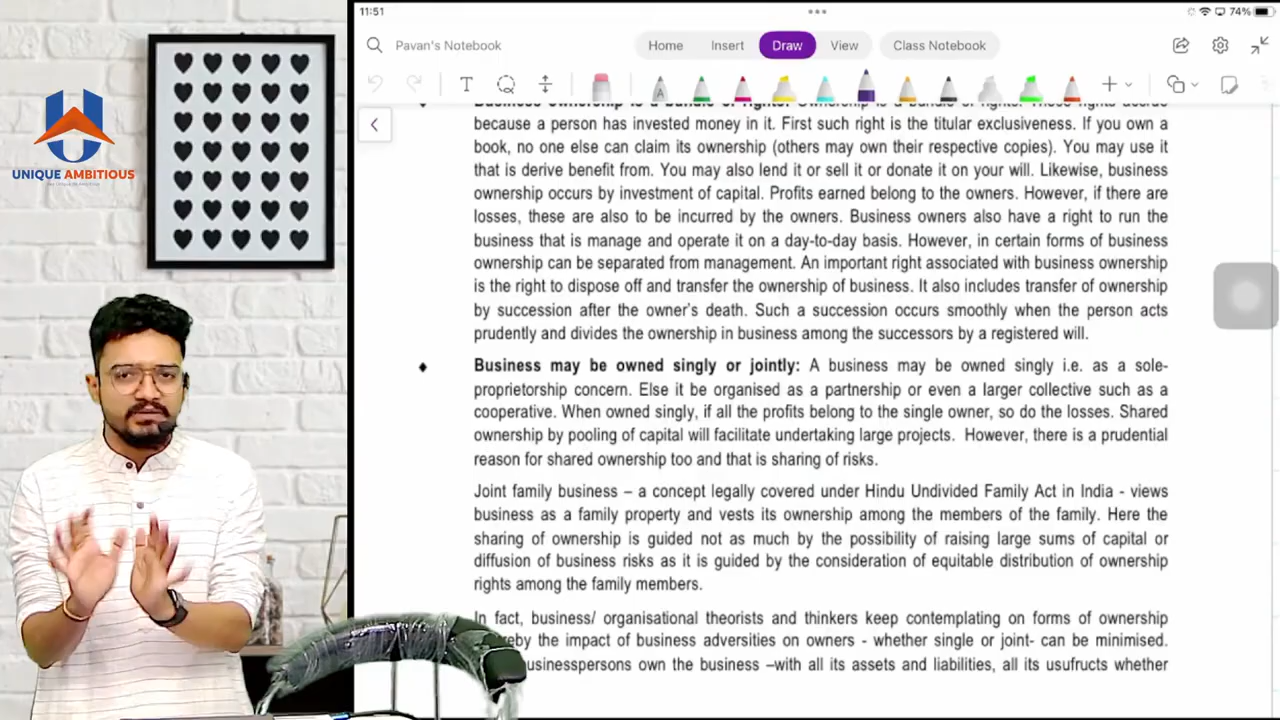 11:51
74%
Pavan's Notebook
Home
Insert
Draw
View
Class Notebook
UNIQUE AMBITIOUS
Business Ownership is a bundle of rights: Ownership is a bundle of rights. These rights accrue
because a person has invested money in it. First such right is the titular exclusiveness. If you own a
book, no one else can claim its ownership (others may own their respective copies). You may use it
that is derive benefit from. You may also lend it or sell it or donate it on your will. Likewise, business
ownership occurs by investment of capital. Profits earned belong to the owners. However, if there are
losses, these are also to be incurred by the owners. Business owners also have a right to run the
business that is manage and operate it on a day-to-day basis. However, in certain forms of business
ownership can be separated from management. An important right associated with business ownership
is the right to dispose off and transfer the ownership of business. It also includes transfer of ownership
by succession after the owner's death. Such a succession occurs smoothly when the person acts
prudently and divides the ownership in business among the successors by a registered will.
Business may be owned singly or jointly: A business may be owned singly i.e. as a sole-
proprietorship concern. Else it be organised as a partnership or even a larger collective such as a
cooperative. When owned singly, if all the profits belong to the single owner, so do the losses. Shared
ownership by pooling of capital will facilitate undertaking large projects. However, there is a prudential
reason for shared ownership too and that is sharing of risks.
Joint family business – a concept legally covered under Hindu Undivided Family Act in India - views
business as a family property and vests its ownership among the members of the family. Here the
sharing of ownership is guided not as much by the possibility of raising large sums of capital or
diffusion of business risks as it is guided by the consideration of equitable distribution of ownership
rights among the family members.
In fact, business/ organisational theorists and thinkers keep contemplating on forms of ownership
the impact of business adversities on owners - whether single or joint- can be minimised.
own the business –with all its assets and liabilities, all its usufructs whether